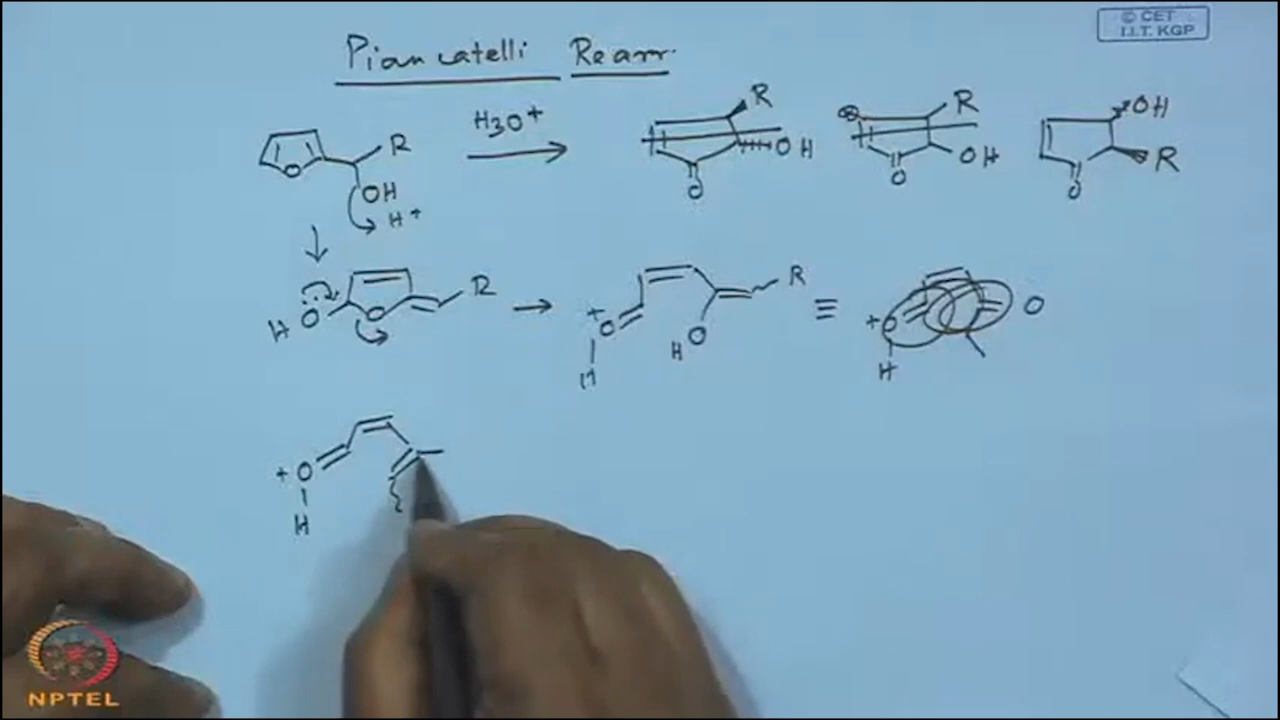 © CET
I.I.T. KGP
Piancatelli Rearr.
H3O+
R
R
R
OH
O
OH
OH
R
OH
O
O
O
H+
R
R
H O O
+
O
H
O
H
≡
+O
O
H
+O
H
NPTEL